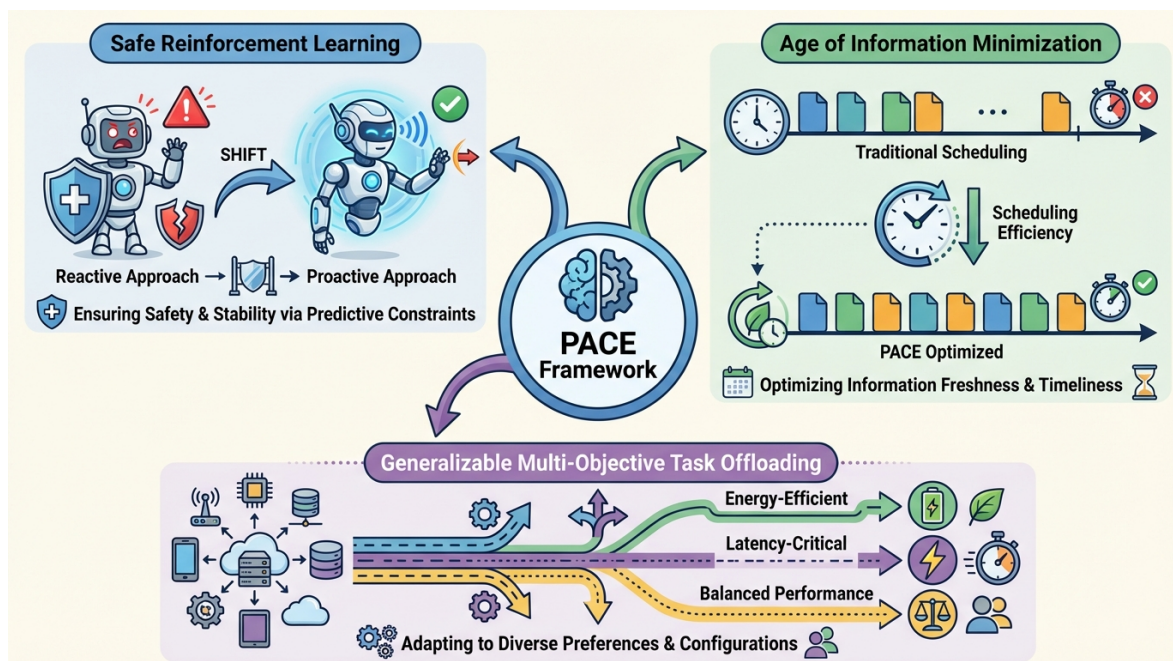 Safe Reinforcement Learning
SHIFT
Reactive Approach
Proactive Approach
Ensuring Safety & Stability via Predictive Constraints
Age of Information Minimization
Traditional Scheduling
Scheduling
Efficiency
PACE Optimized
Optimizing Information Freshness & Timeliness
PACE
Framework
Generalizable Multi-Objective Task Offloading
Energy-Efficient
Latency-Critical
Balanced Performance
Adapting to Diverse Preferences & Configurations